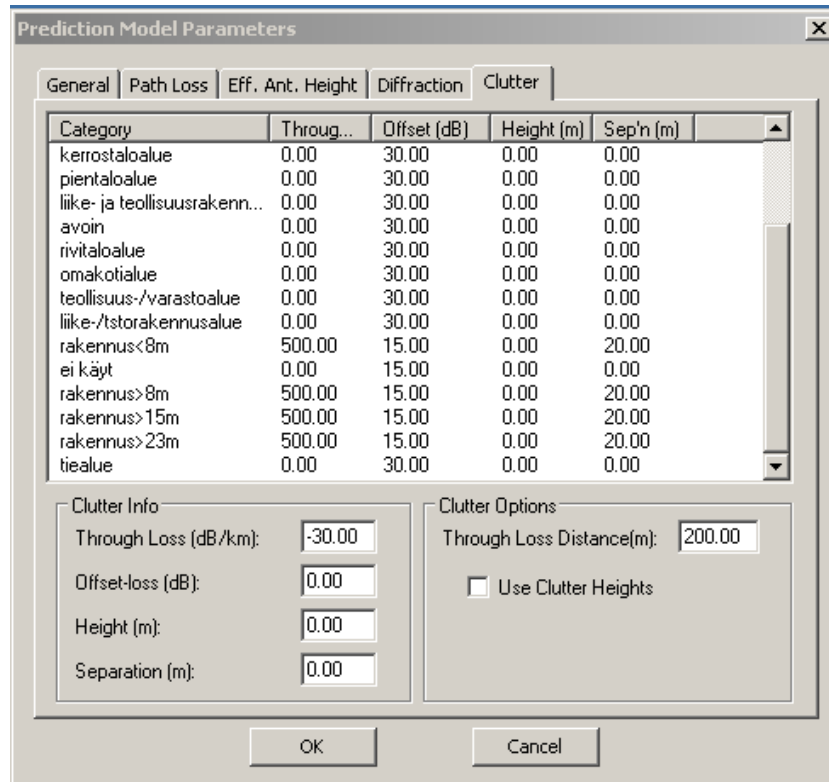 Prediction Model Parameters
General Path Loss Eff. Ant. Height Diffraction Clutter
Category Throug... Offset (dB) Height (m) Sep'n (m)
kerrostaloalue 0.00 30.00 0.00 0.00
pientaloalue 0.00 30.00 0.00 0.00
liike- ja teollisuusrakenn... 0.00 30.00 0.00 0.00
avoin 0.00 30.00 0.00 0.00
rivitaloalue 0.00 30.00 0.00 0.00
omakotialue 0.00 30.00 0.00 0.00
teollisuus-/varastoalue 0.00 30.00 0.00 0.00
liike-/tstorakennusalue 0.00 30.00 0.00 0.00
rakennus<8m 500.00 15.00 0.00 20.00
ei käyt 0.00 15.00 0.00 0.00
rakennus>8m 500.00 15.00 0.00 20.00
rakennus>15m 500.00 15.00 0.00 20.00
rakennus>23m 500.00 15.00 0.00 20.00
tiealue 0.00 30.00 0.00 0.00
Clutter Info
Through Loss (dB/km): -30.00
Offset-loss (dB): 0.00
Height (m): 0.00
Separation (m): 0.00
Clutter Options
Through Loss Distance(m): 200.00
Use Clutter Heights
OK Cancel